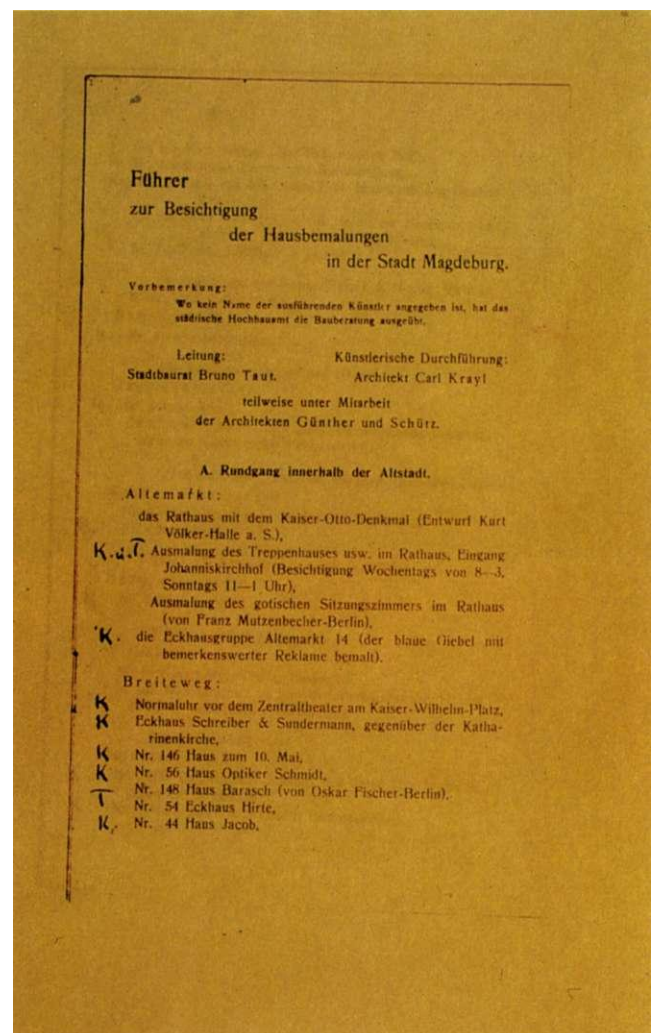 Führer
zur Besichtigung
der Hausbemalungen
in der Stadt Magdeburg.
Vorbemerkung:
Wo kein Name der ausführenden Künstler angegeben ist, hat das
städtische Hochbauamt die Bauberatung ausgeübt.
Leitung: Künstlerische Durchführung:
Stadtbaurat Bruno Taut. Architekt Carl Krayl
teilweise unter Mitarbeit
der Architekten Günther und Schütz.
A. Rundgang innerhalb der Altstadt.
Altemarkt:
das Rathaus mit dem Kaiser-Otto-Denkmal (Entwurf Kurt
Völker-Halle a. S.),
K.u.T. Ausmalung des Treppenhauses usw. im Rathaus, Eingang
Johanniskirchhof (Besichtigung Wochentags von 8—3,
Sonntags 11—1 Uhr),
Ausmalung des gotischen Sitzungszimmers im Rathaus
(von Franz Mutzenbecher-Berlin),
K. die Eckhausgruppe Altemarkt 14 (der blaue Giebel mit
bemerkenswerter Reklame bemalt).
Breiteweg:
K Normaluhr vor dem Zentraltheater am Kaiser-Wilhelm-Platz,
K Eckhaus Schreiber & Sundermann, gegenüber der Katha-
rinenkirche,
K Nr. 146 Haus zum 10. Mai,
K Nr. 56 Haus Optiker Schmidt,
T Nr. 148 Haus Barasch (von Oskar Fischer-Berlin),
Nr. 54 Eckhaus Hirte,
K. Nr. 44 Haus Jacob,